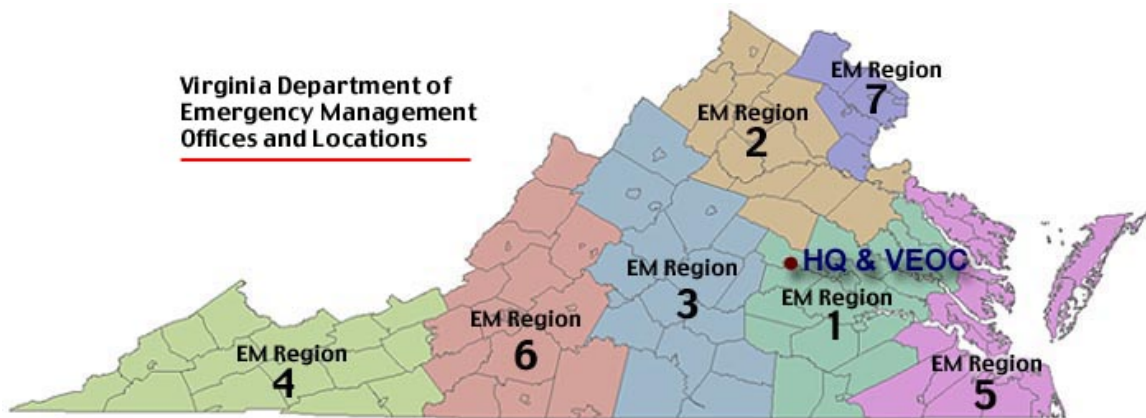 Virginia Department of
Emergency Management
Offices and Locations
EM Region
7
EM Region
2
HQ & VEOC
EM Region
3
EM Region
1
EM Region
6
EM Region
4
EM Region
5